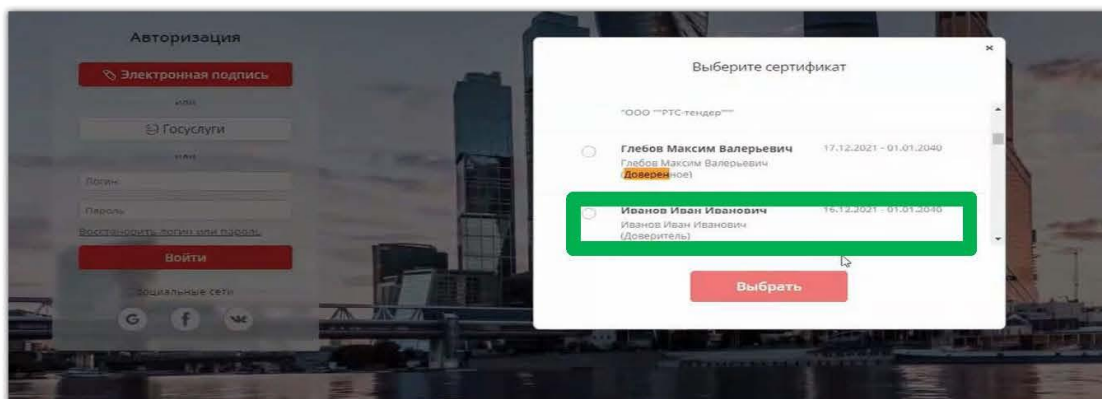 Авторизация
Электронная подпись
или
Госуслуги
или
Логин
Пароль
Восстановить логин или пароль
Войти
Социальные сети
G f
Выберите сертификат
"ООО ""РТС-тендер"""
Глебов Максим Валерьевич 17.12.2021 - 01.01.2040
Глебов Максим Валерьевич
(Доверенное)
Иванов Иван Иванович 16.12.2021 - 01.01.2040
Иванов Иван Иванович
(Доверитель)
Выбрать